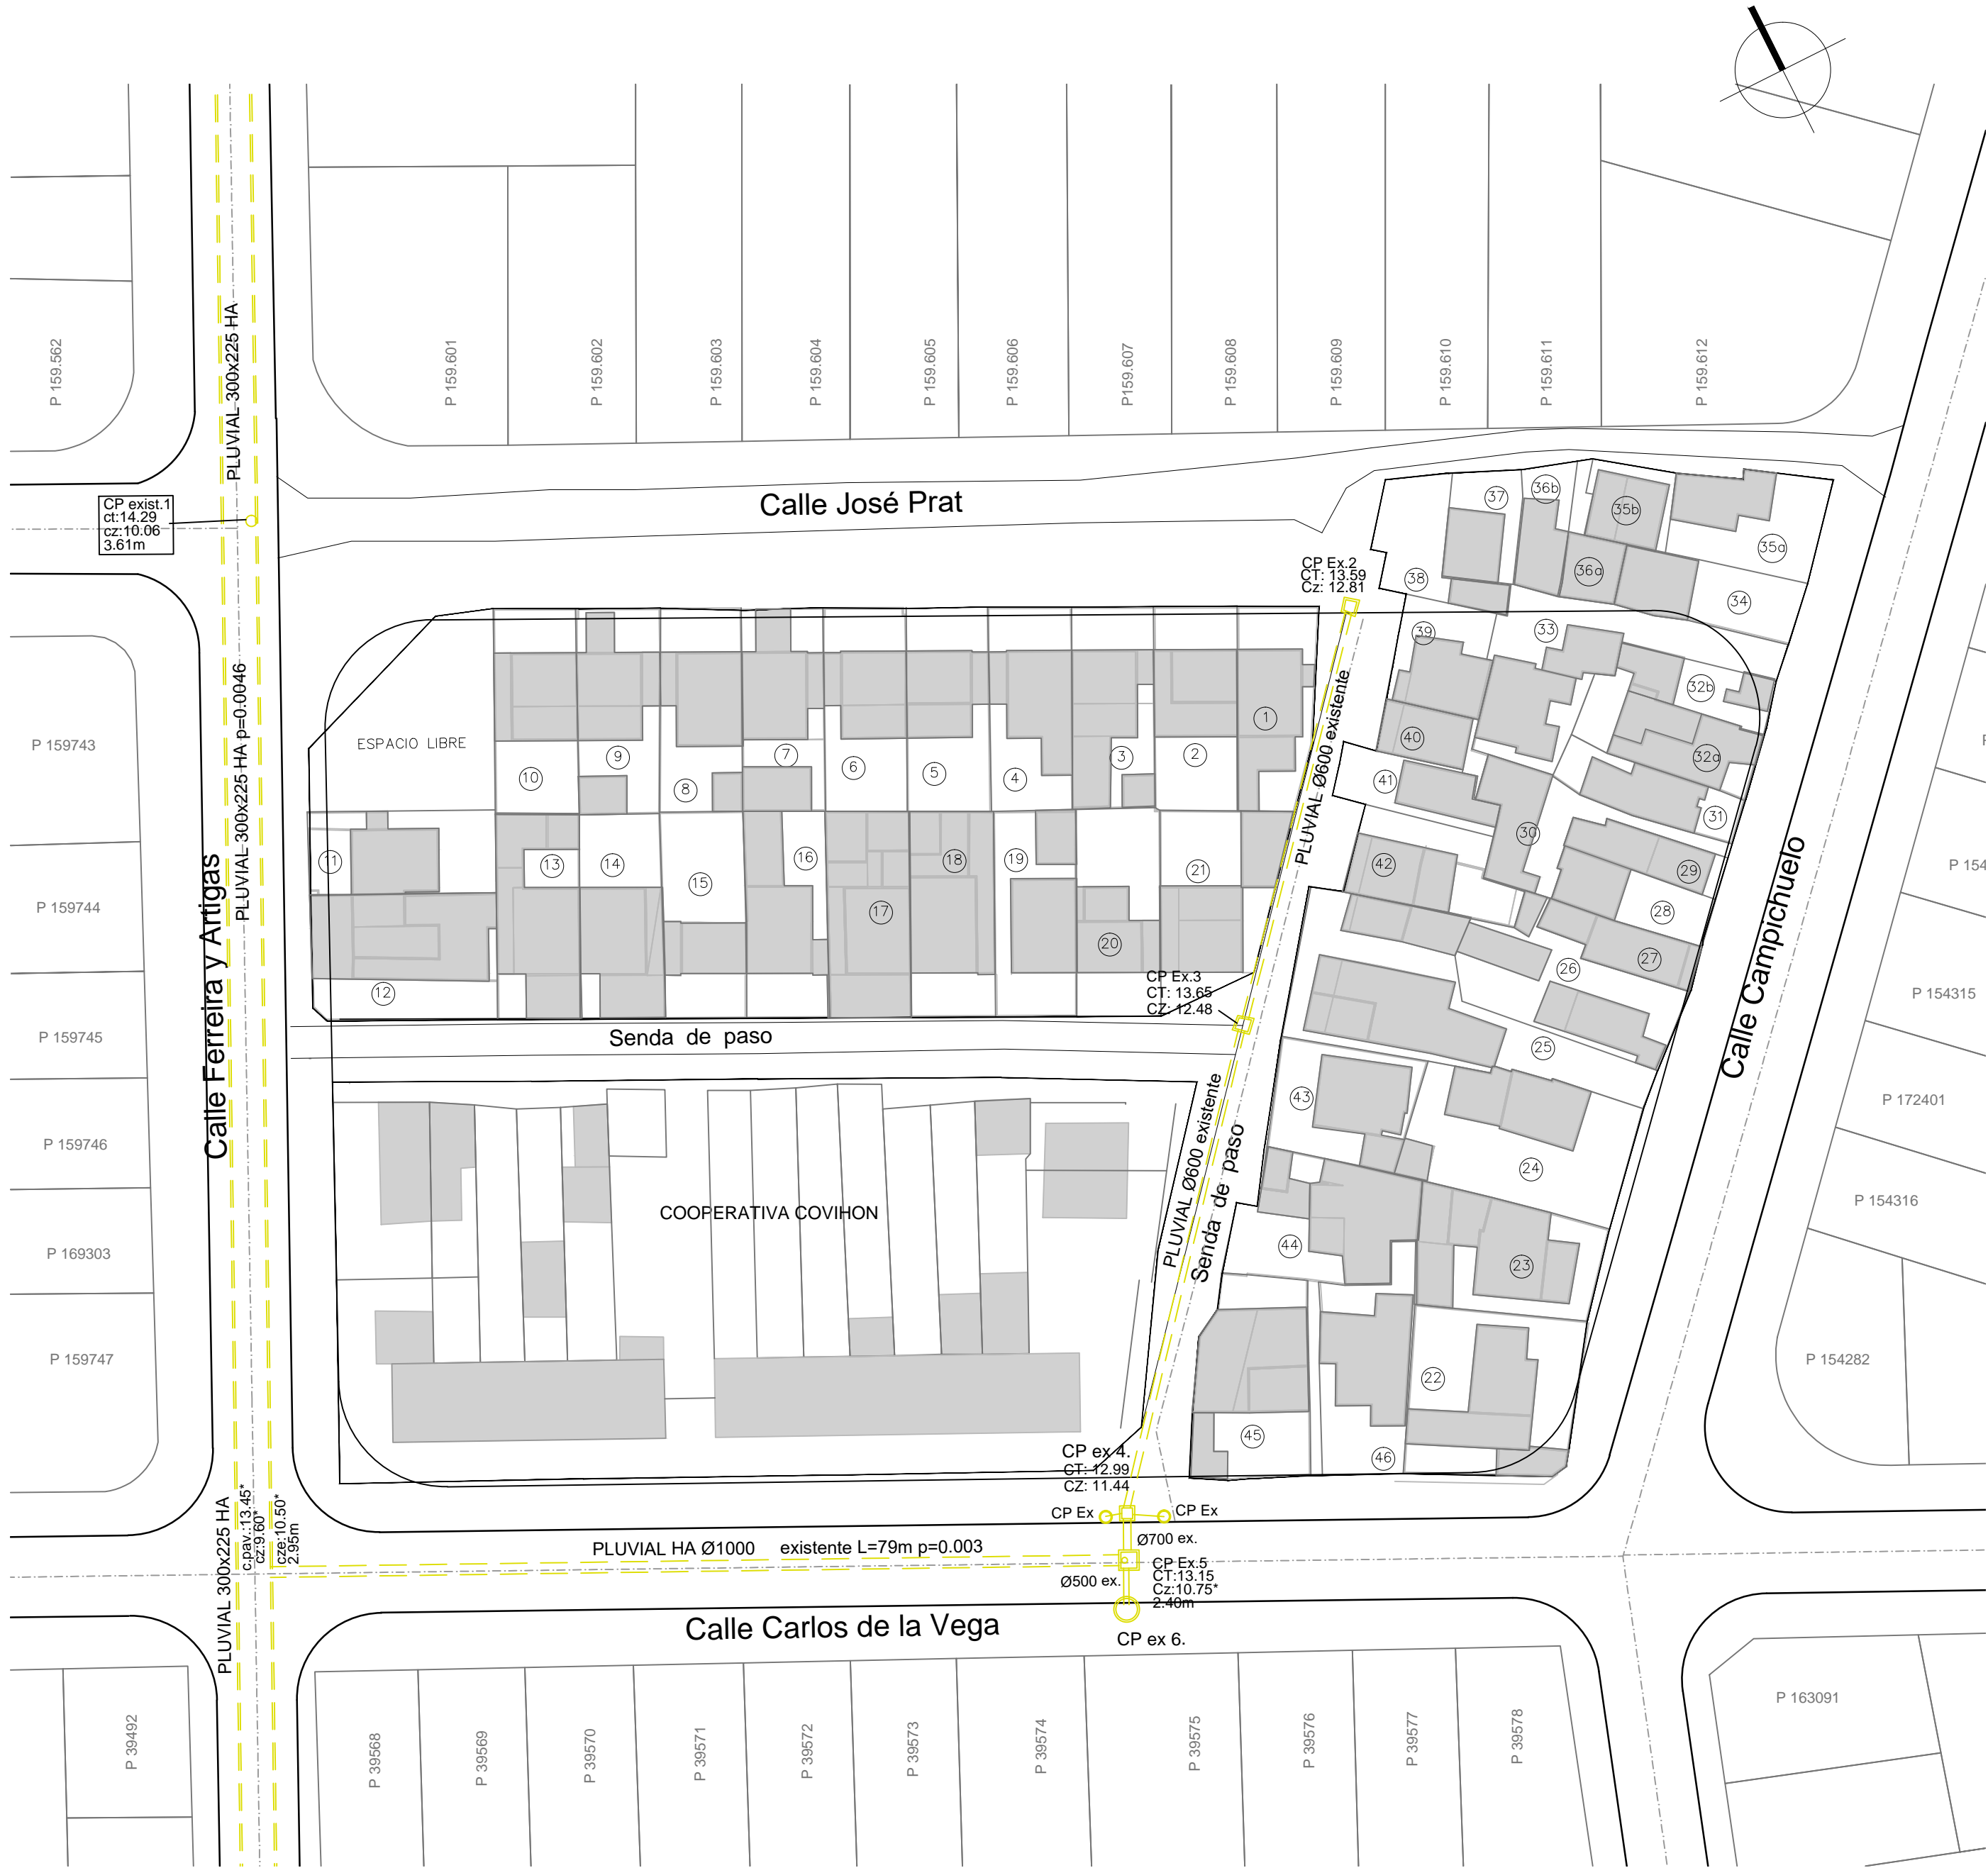 P 159.562
P 159.601
P 159.602
P 159.603
P 159.604
P 159.605
P 159.606
P159.607
P 159.608
P 159.609
P 159.610
P 159.611
P 159.612
PLUVIAL 300x225 HA
CP exist.1
ct:14.29
cz:10.06
3.61m
Calle José Prat
CP Ex.2
CT: 13.59
Cz: 12.81
37
36b
35b
35a
36a
38
34
39
33
32b
32a
40
41
31
30
42
29
28
27
26
25
43
24
44
23
22
45
46
ESPACIO LIBRE
10
9
8
7
6
5
4
3
2
1
11
12
13
14
15
16
17
18
19
20
21
PLUVIAL Ø600 existente
PLUVIAL 300x225 HA p=0.0046
Calle Ferreira y Artigas
Calle Campichuelo
P 159743
P 159744
P 159745
P 159746
P 169303
P 159747
P 154315
P 172401
P 154316
P 154282
CP Ex.3
CT: 13.65
CZ: 12.48
Senda de paso
PLUVIAL Ø600 existente
Senda de paso
COOPERATIVA COVIHON
CP ex 4.
CT: 12.99
CZ: 11.44
CP Ex
CP Ex
Ø700 ex.
PLUVIAL HA Ø1000 existente L=79m p=0.003
Ø500 ex.
CP Ex.5
CT:13.15
Cz:10.75*
2.40m
CP ex 6.
PLUVIAL 300x225 HA
c.pav.:13.45*
cz:9.60*
cze:10.50*
2.95m
Calle Carlos de la Vega
P 39492
P 39568
P 39569
P 39570
P 39571
P 39572
P 39573
P 39574
P 39575
P 39576
P 39577
P 39578
P 163091